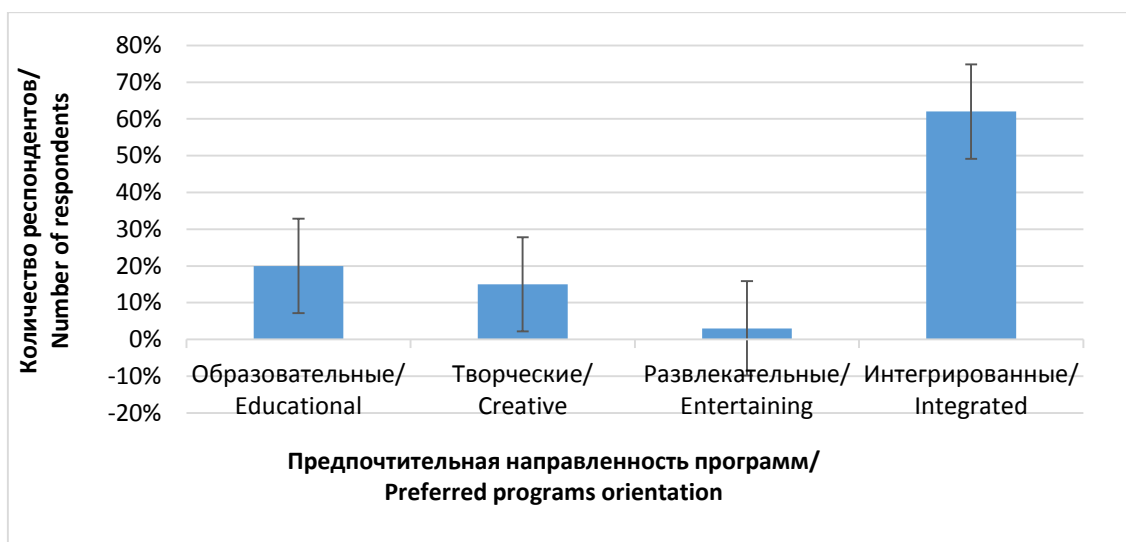 Количество респондентов/
Number of respondents
80%
70%
60%
50%
40%
30%
20%
10%
0%
-10%
-20%
Образовательные/
Educational
Творческие/
Creative
Развлекательные/
Entertaining
Интегрированные/
Integrated
Предпочтительная направленность программ/
Preferred programs orientation